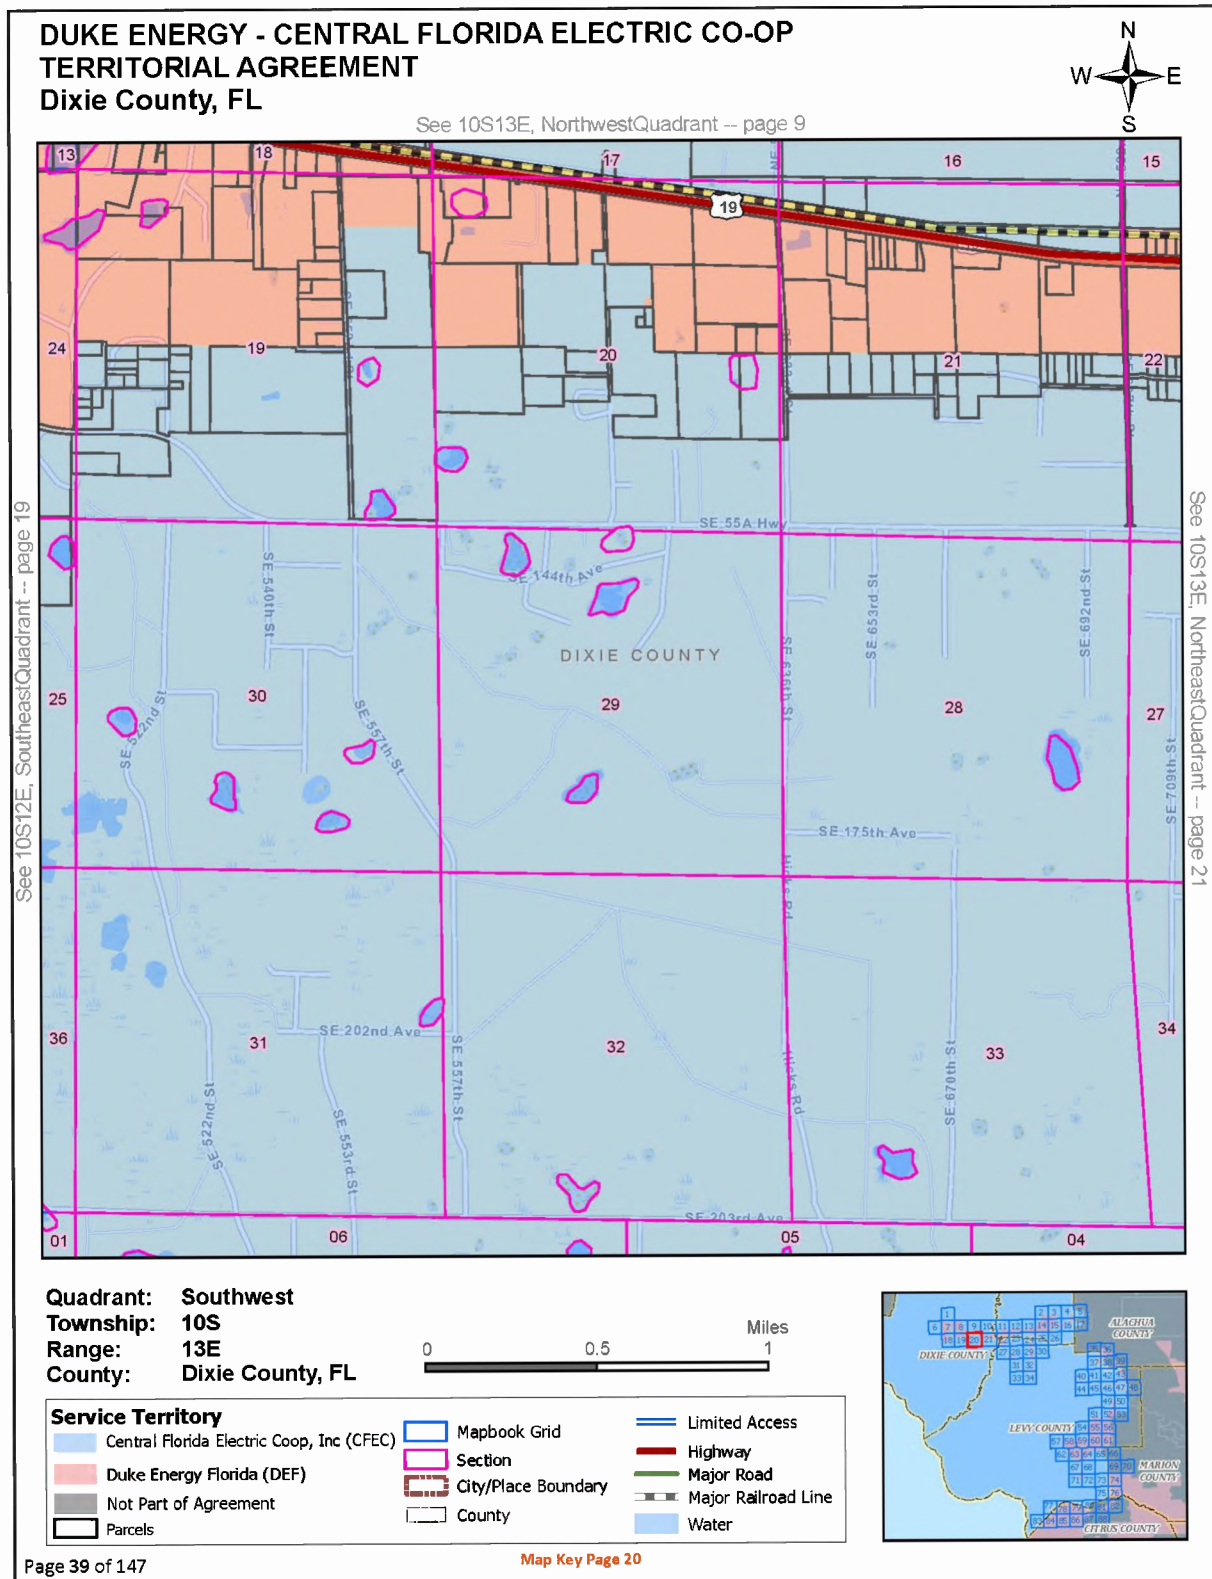 DUKE ENERGY - CENTRAL FLORIDA ELECTRIC CO-OP
TERRITORIAL AGREEMENT
Dixie County, FL
N
W E
S
See 10S13E, NorthwestQuadrant -- page 9
13 18 17 16 15
19
24 19 20 21 22
See 10S12E, SoutheastQuadrant -- page 19
See 10S13E, NortheastQuadrant -- page 21
SE 55A Hwy
SE 144th Ave
SE 540th St
SE 653rd St
SE 692nd St
DIXIE COUNTY
SE 636th St
25 30 29 28 27
SE 522nd St
SE 557th St
SE 709th St
SE 175th Ave
Hicks Rd
36 31 32 33 34
SE 202nd Ave
SE 557th St
Hicks Rd
SE 670th St
SE 522nd St
SE 553rd St
SE 203rd Ave
01 06 05 04
Quadrant: Southwest
Township: 10S
Range: 13E
County: Dixie County, FL
Miles
0 0.5 1
Service Territory
Central Florida Electric Coop, Inc (CFEC)
Duke Energy Florida (DEF)
Not Part of Agreement
Parcels
Mapbook Grid
Section
City/Place Boundary
County
Limited Access
Highway
Major Road
Major Railroad Line
Water
ALACHUA COUNTY
DIXIE COUNTY
LEVY COUNTY
MARION COUNTY
CITRUS COUNTY
Page 39 of 147
Map Key Page 20